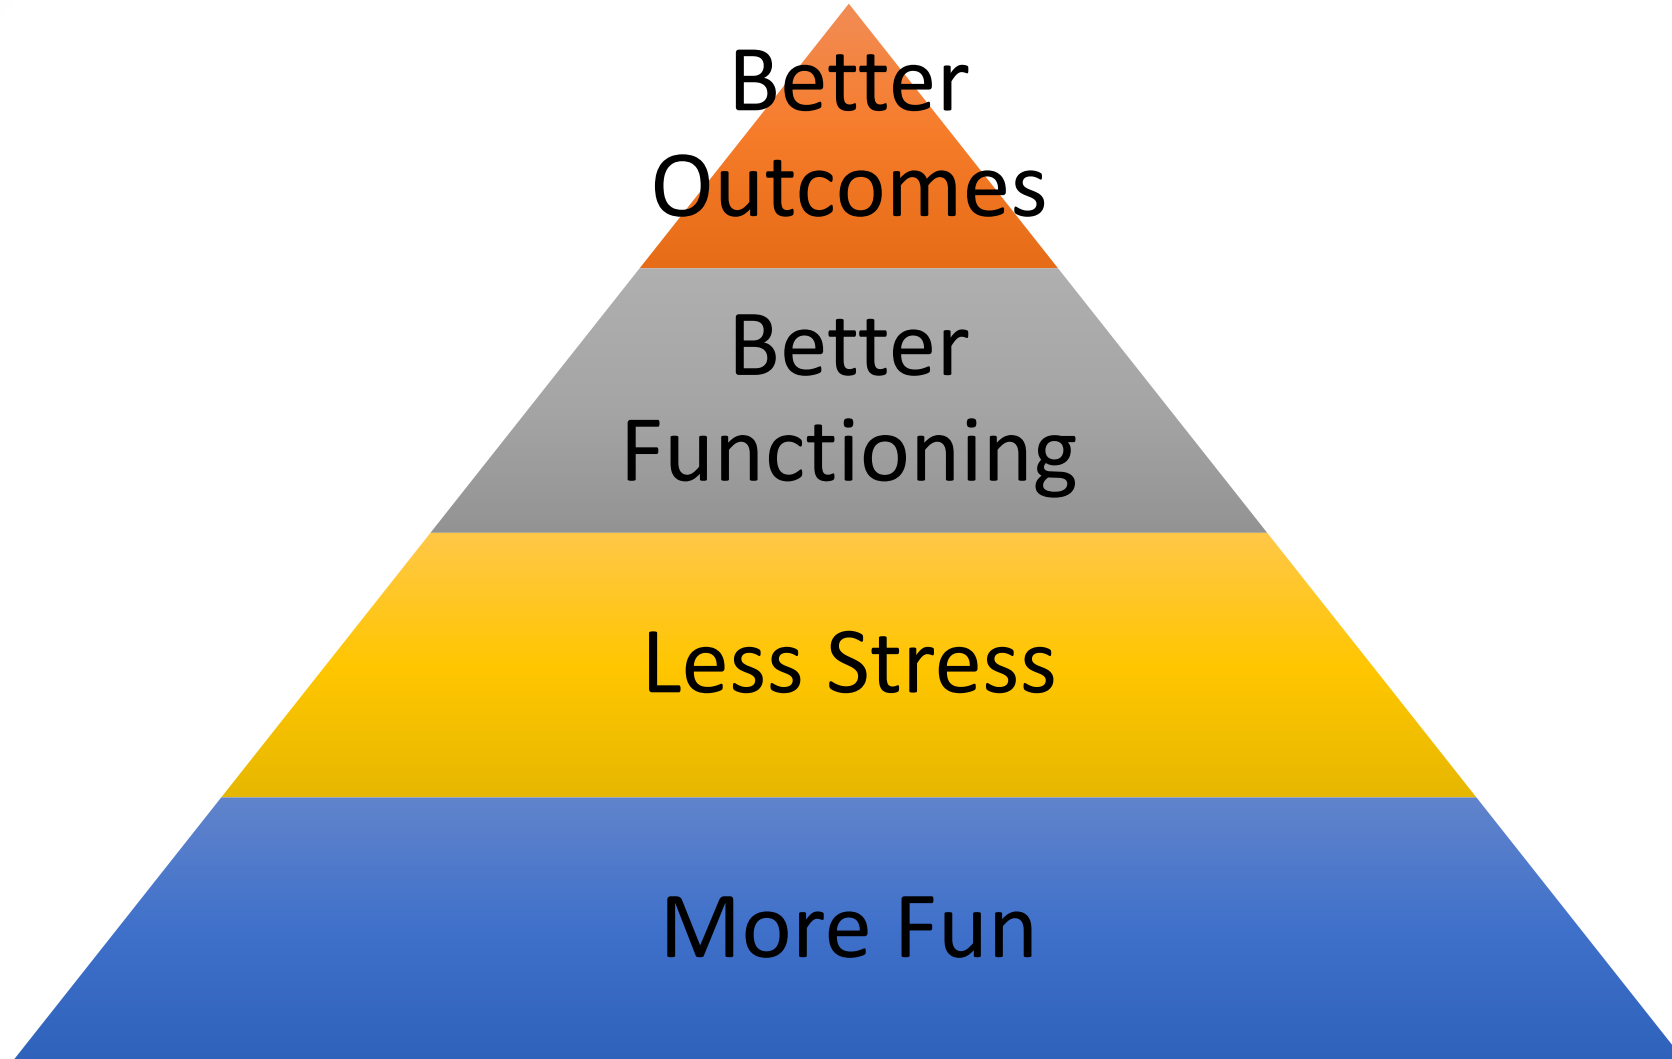 Better
Outcomes
Better
Functioning
Less Stress
More Fun